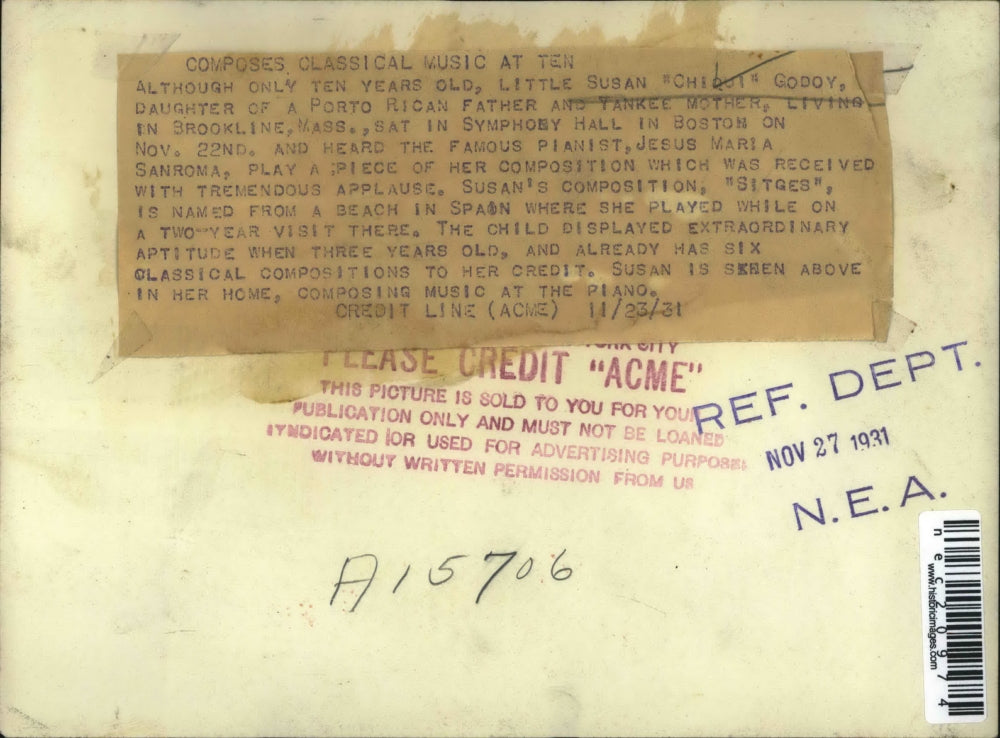 COMPOSES CLASSICAL MUSIC AT TEN
ALTHOUGH ONLY TEN YEARS OLD, LITTLE SUSAN "CHIQUI" GODOY,
DAUGHTER OF A PORTO RICAN FATHER AND YANKEE MOTHER, LIVING
IN BROOKLINE, MASS., SAT IN SYMPHONY HALL IN BOSTON ON
NOV. 22ND. AND HEARD THE FAMOUS PIANIST, JESUS MARIA
SANROMA, PLAY A PIECE OF HER COMPOSITION WHICH WAS RECEIVED
WITH TREMENDOUS APPLAUSE. SUSAN'S COMPOSITION, "SITGES",
IS NAMED FROM A BEACH IN SPAIN WHERE SHE PLAYED WHILE ON
A TWO-YEAR VISIT THERE. THE CHILD DISPLAYED EXTRAORDINARY
APTITUDE WHEN THREE YEARS OLD, AND ALREADY HAS SIX
CLASSICAL COMPOSITIONS TO HER CREDIT. SUSAN IS SEEN ABOVE
IN HER HOME, COMPOSING MUSIC AT THE PIANO.
CREDIT LINE (ACME) 11/23/31
CITY
PLEASE CREDIT "ACME"
THIS PICTURE IS SOLD TO YOU FOR YOUR
PUBLICATION ONLY AND MUST NOT BE LOANED
SYNDICATED OR USED FOR ADVERTISING PURPOSES
WITHOUT WRITTEN PERMISSION FROM US
REF. DEPT.
NOV 27 1931
N.E.A.
A15706
www.historicimages.com
nec20974